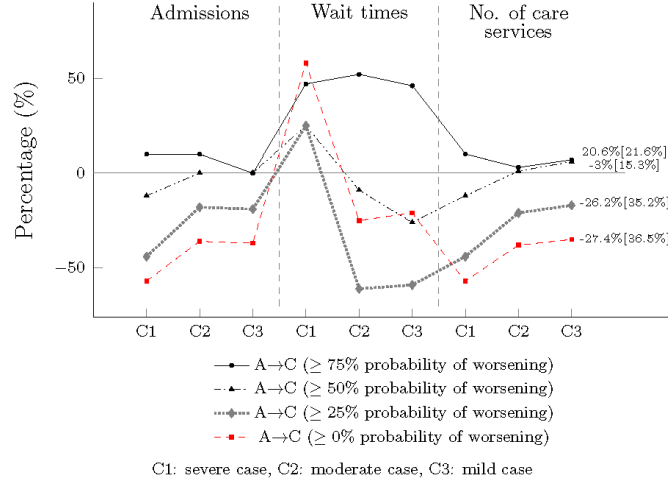 Admissions
Wait times
No. of care
services
Percentage (%)
50
0
−50
20.6%[21.6%]
-3%[15.3%]
-26.2%[35.2%]
-27.4%[36.5%]
C1 C2 C3 C1 C2 C3 C1 C2 C3
A→C (≥ 75% probability of worsening)
A→C (≥ 50% probability of worsening)
A→C (≥ 25% probability of worsening)
A→C (≥ 0% probability of worsening)
C1: severe case, C2: moderate case, C3: mild case